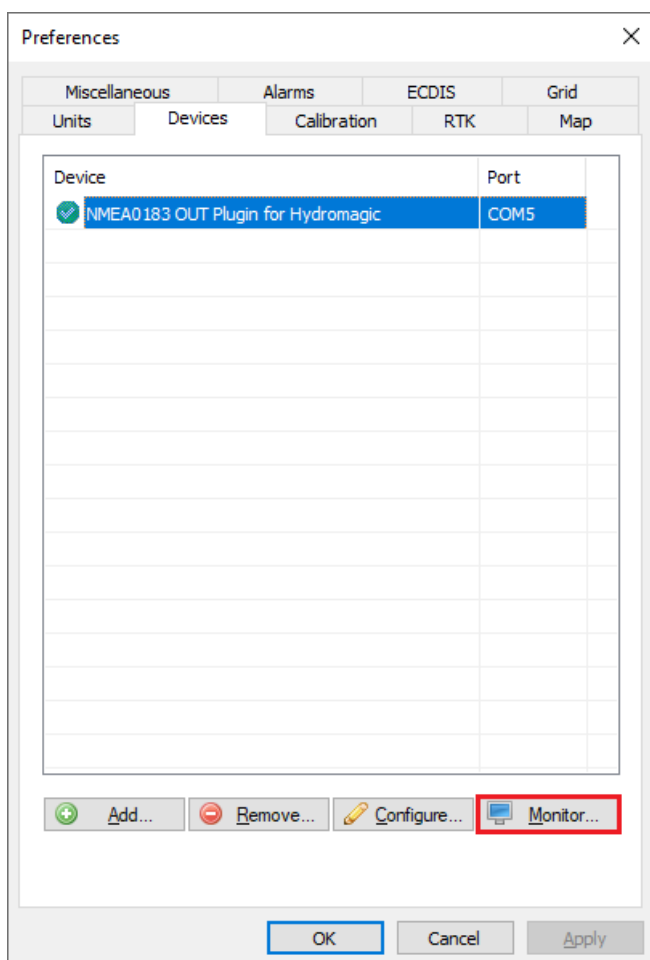 Preferences
Miscellaneous Alarms ECDIS Grid
Units Devices Calibration RTK Map
Device Port
NMEA0183 OUT Plugin for Hydromagic COM5
Add... Remove... Configure... Monitor...
OK Cancel Apply